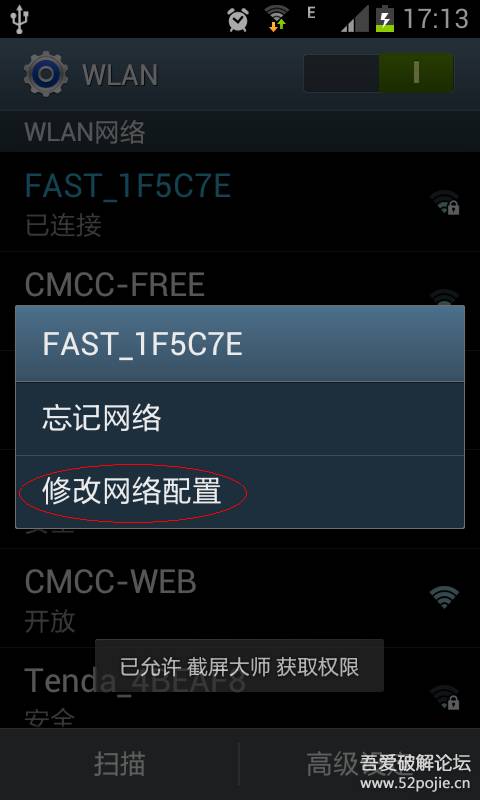 E
17:13
WLAN
WLAN网络
FAST_1F5C7E
已连接
CMCC-FREE
FAST_1F5C7E
忘记网络
修改网络配置
CMCC-WEB
开放
已允许 截屏大师 获取权限
Tenda_4BEAF8
安全
扫描
高级设定
吾爱破解论坛
www.52pojie.cn